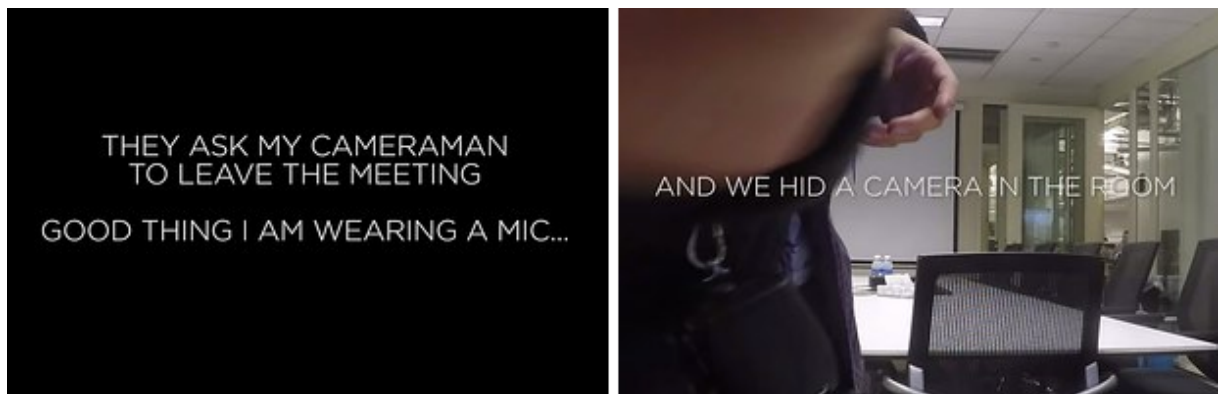 THEY ASK MY CAMERAMAN
TO LEAVE THE MEETING
GOOD THING I AM WEARING A MIC...
AND WE HID A CAMERA IN THE ROOM